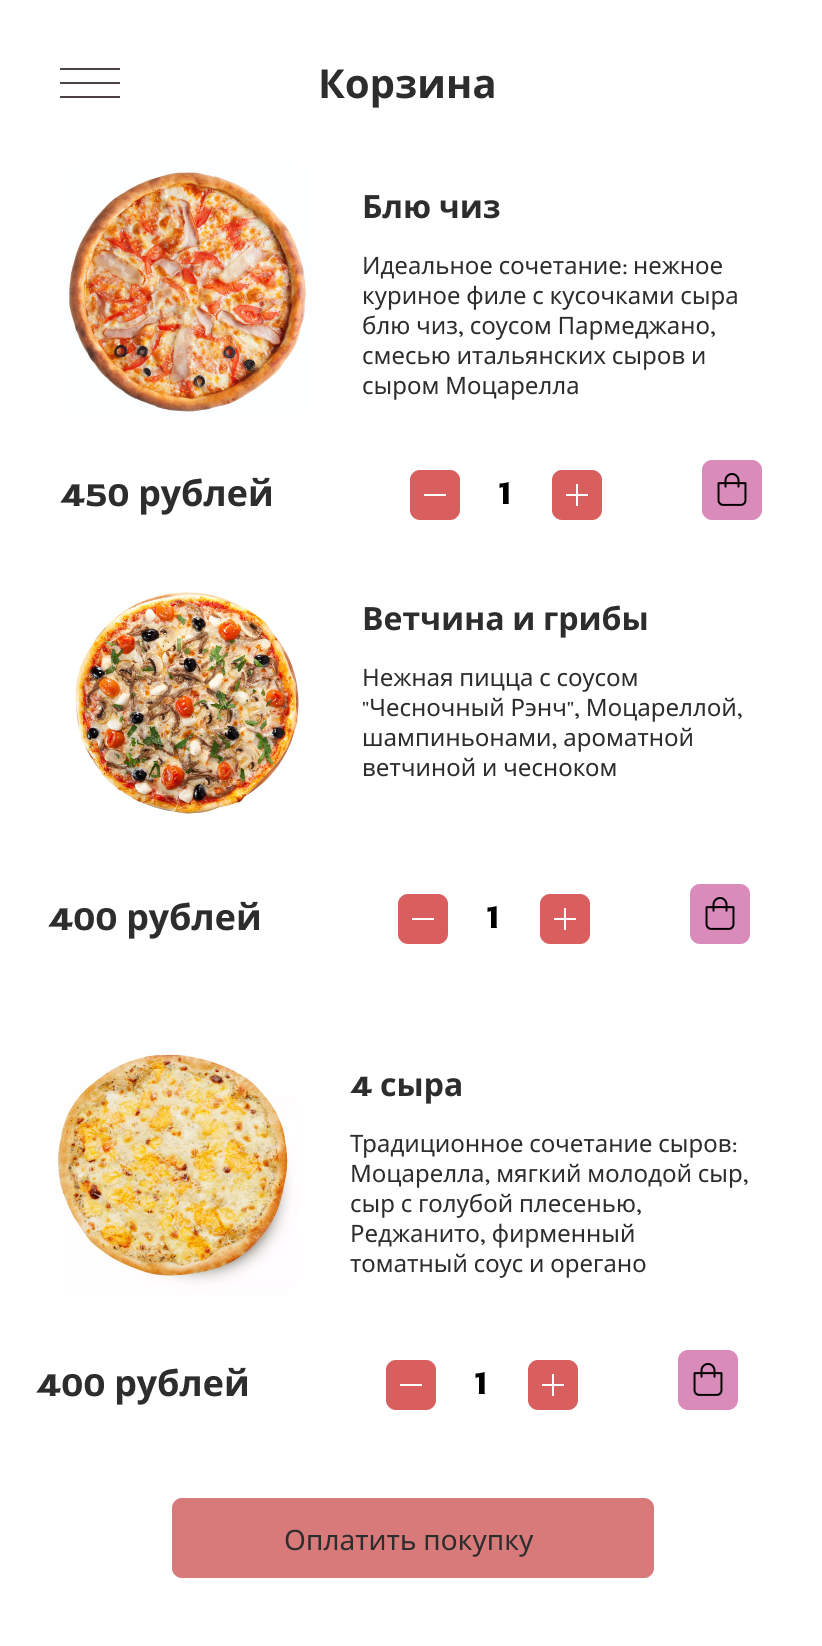 Корзина
Блю чиз
Идеальное сочетание: нежное
куриное филе с кусочками сыра
блю чиз, соусом Пармеджано,
смесью итальянских сыров и
сыром Моцарелла
450 рублей
1
Ветчина и грибы
Нежная пицца с соусом
"Чесночный Рэнч", Моцареллой,
шампиньонами, ароматной
ветчиной и чесноком
400 рублей
1
4 сыра
Традиционное сочетание сыров:
Моцарелла, мягкий молодой сыр,
сыр с голубой плесенью,
Реджанито, фирменный
томатный соус и орегано
400 рублей
1
Оплатить покупку